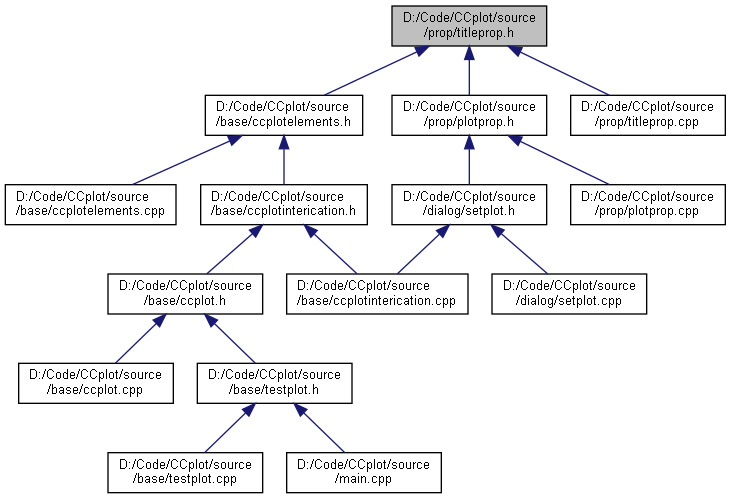 D:/Code/CCplot/source
/prop/titleprop.h
D:/Code/CCplot/source
/base/ccplotelements.h
D:/Code/CCplot/source
/prop/plotprop.h
D:/Code/CCplot/source
/prop/titleprop.cpp
D:/Code/CCplot/source
/base/ccplotelements.cpp
D:/Code/CCplot/source
/base/ccplotinterication.h
D:/Code/CCplot/source
/dialog/setplot.h
D:/Code/CCplot/source
/prop/plotprop.cpp
D:/Code/CCplot/source
/base/ccplot.h
D:/Code/CCplot/source
/base/ccplotinterication.cpp
D:/Code/CCplot/source
/dialog/setplot.cpp
D:/Code/CCplot/source
/base/ccplot.cpp
D:/Code/CCplot/source
/base/testplot.h
D:/Code/CCplot/source
/base/testplot.cpp
D:/Code/CCplot/source
/main.cpp